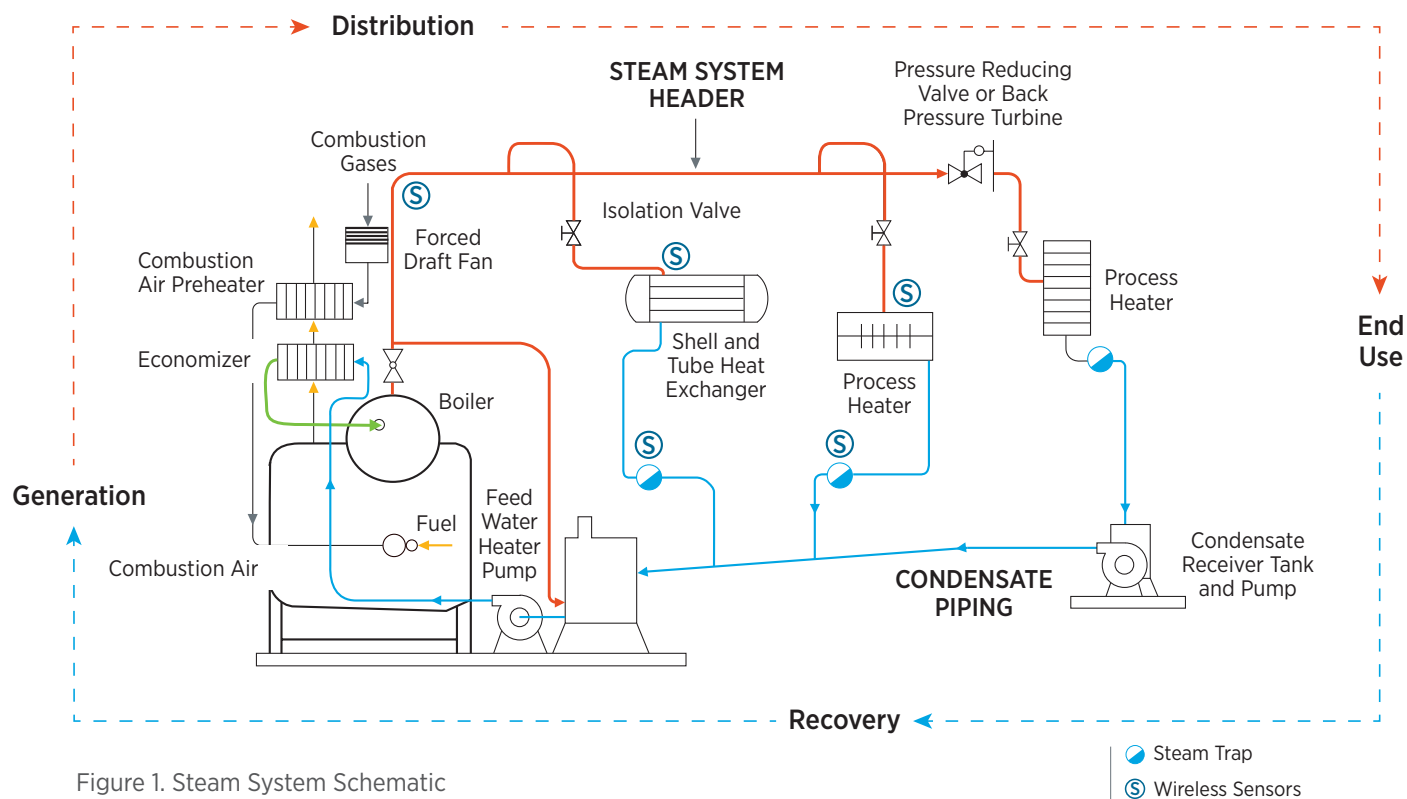 Distribution
STEAM SYSTEM
HEADER
Pressure Reducing
Valve or Back
Pressure Turbine
Combustion
Gases
S
Isolation Valve
Forced
Draft Fan
S
Combustion
Air Preheater
Process
Heater
S
End
Use
Shell and
Tube Heat
Exchanger
Economizer
Process
Heater
Boiler
S
S
Generation
Feed
Water
Heater
Pump
Fuel
Combustion Air
CONDENSATE
PIPING
Condensate
Receiver Tank
and Pump
Recovery
Steam Trap
S Wireless Sensors
Figure 1. Steam System Schematic